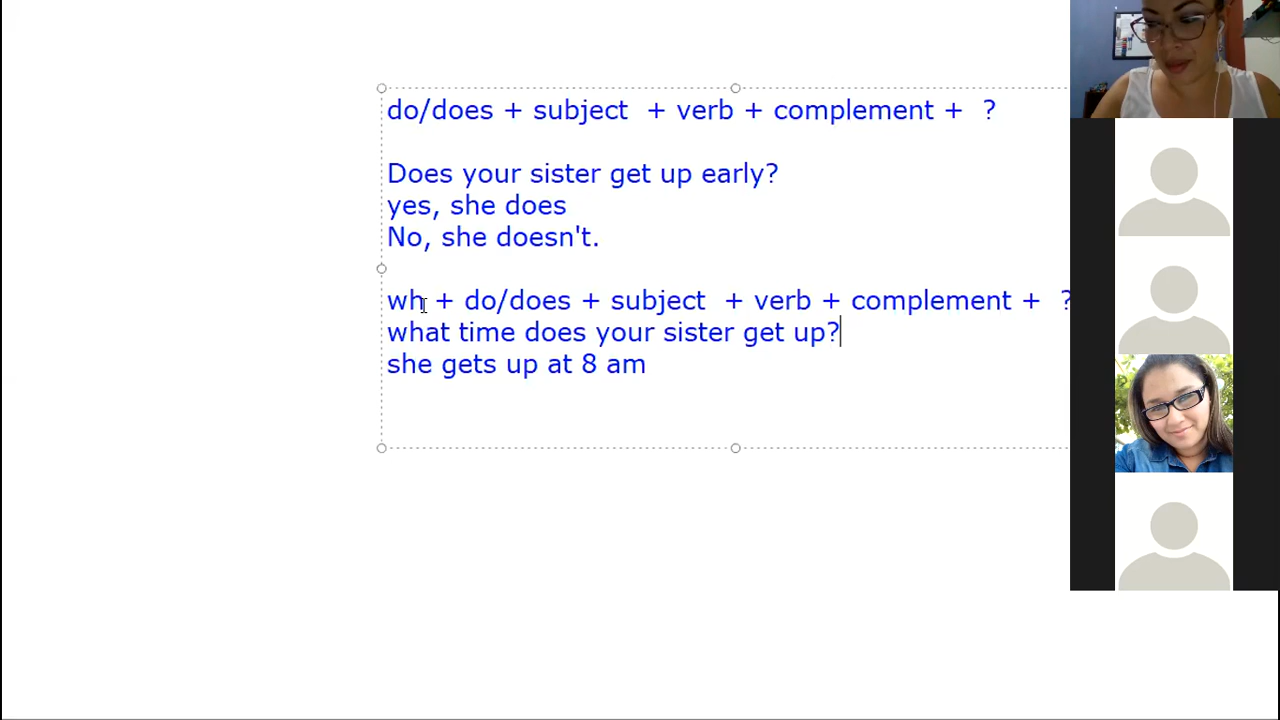 do/does + subject  + verb + complement +  ?
Does your sister get up early?
yes, she does
No, she doesn't.
wh + do/does + subject  + verb + complement +  ?
what time does your sister get up?
she gets up at 8 am